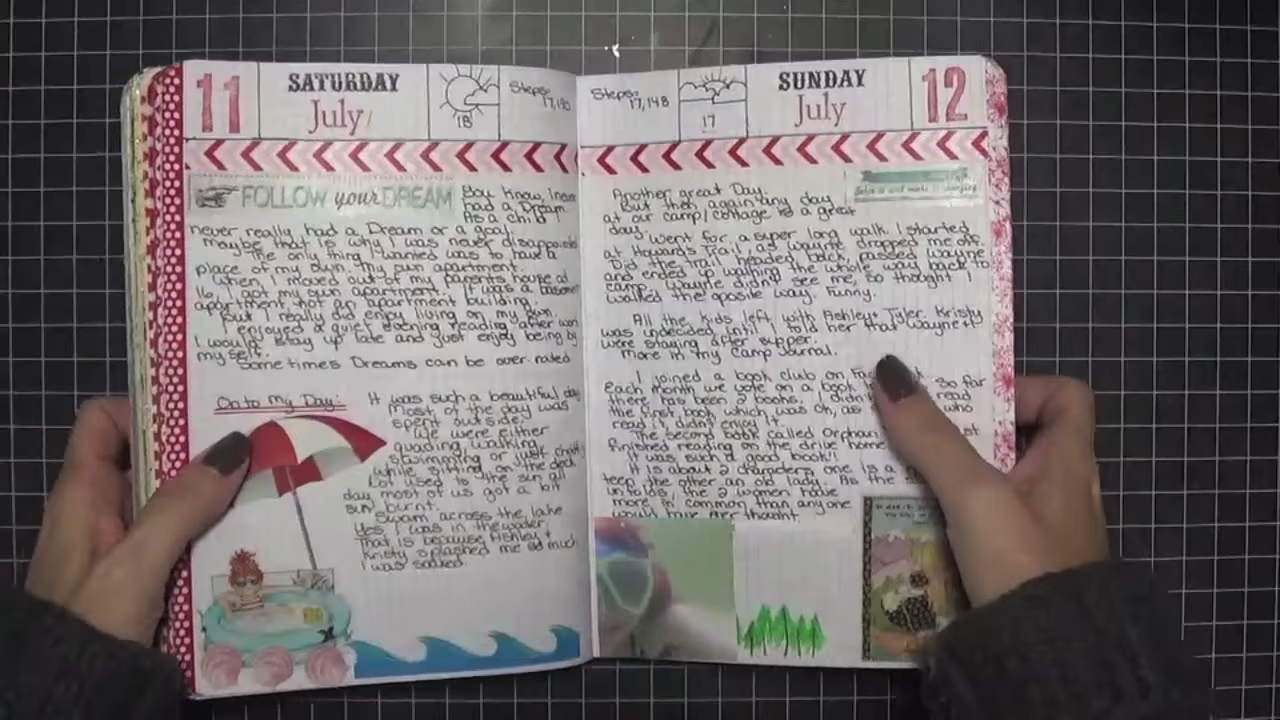 11
SATURDAY
July
18
Steps:
17,150
FOLLOW your DREAM
You know, I never
had a Dream
As a child!
never really had a Dream or a goal.
maybe that is why I was never disappointed
The only thing I wanted was to have a
place of my own. My own apartment.
When, I moved out of my parents house at
16, I got my own apartment. It was a basement
apartment not an apartment building.
But I really did enjoy living on my own.
I enjoyed a quiet evening reading after work
I would stay up late and just enjoy being by
my self.
Sometimes Dreams can be over-rated
On to My Day:
It was such a beautiful day
Most of the day was
spent outside.
We were either
quading, walking,
swimming or just
while sitting on the deck
Not used to the sun all
day, most of us got a bit
sun burnt.
Swam across the lake
Yes, I was in the water,
That is because, Ashley +
Kristy splashed me so much
I was soaked.
Steps:
17,148
17
SUNDAY
July
12
Another great Day.
But then again any day
at our camp/cottage is a great
day.
Went for a super long walk. I started
at Howard's Trail, as Wayne dropped me off.
Did the trail, headed back, passed Wayne
and ended up walking the whole way back to
camp. Wayne didn't see me, so thought I
walked the oposite way. Funny.
All the kids left with Ashley + Tyler. Kristy
was undecided until I told her that Wayne + I
were staying after supper.
More in my Camp Journal.
I joined a book club on
Each month we vote on a book So far
there has been 2 books. I didn't read
the first book which was Oh, as who
read it, didn't enjoy it.
The second book called Orphan
finished reading on the drive home
It was such a good book!!
It is about 2 characters, one is a
teen the other an old lady. As the
unfolds, the 2 women have
more in common than anyone
would have thought.